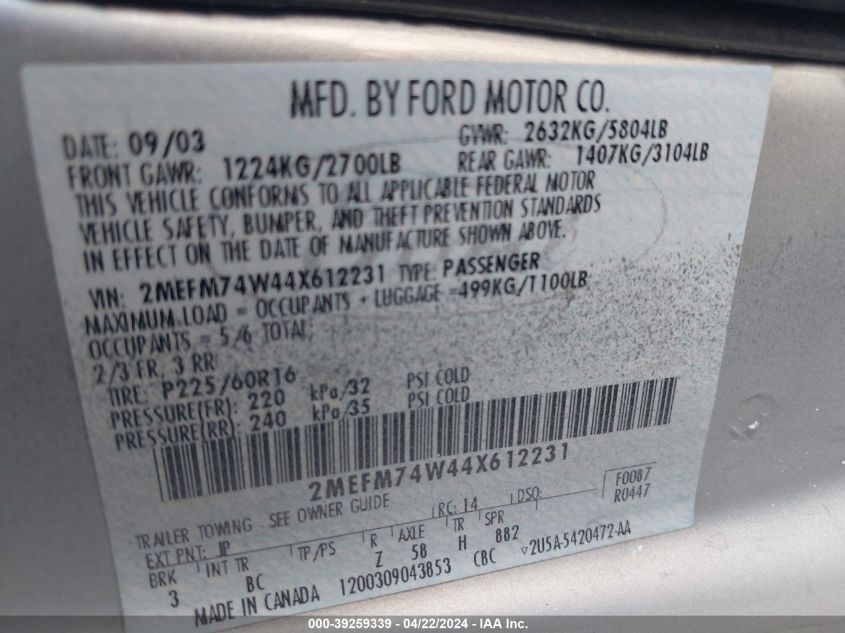 MFD. BY FORD MOTOR CO.
DATE: 09/03 GVWR: 2632KG/5804LB
FRONT GAWR: 1224KG/2700LB REAR GAWR: 1407KG/3104LB
THIS VEHICLE CONFORMS TO ALL APPLICABLE FEDERAL MOTOR
VEHICLE SAFETY, BUMPER, AND THEFT PREVENTION STANDARDS
IN EFFECT ON THE DATE OF MANUFACTURE SHOWN ABOVE.
VIN: 2MEFM74W44X612231 TYPE: PASSENGER
MAXIMUM LOAD = OCCUPANTS + LUGGAGE =499KG/1100LB
OCCUPANTS = 5/6 TOTAL;
2/3 FR, 3 RR
TIRE: P225/60R16
PRESSURE(FR): 220 kPa/32 PSI COLD
PRESSURE(RR): 240 kPa/35 PSI COLD
2MEFM74W44X612231
TRAILER TOWING - SEE OWNER GUIDE
EXT PNT: JP RC: 14 DSO: F0087
R0447
BRK INT TR TP/PS R AXLE TR SPR
3 BC Z 58 H 882 ▽2U5A-5420472-AA
MADE IN CANADA 1200309043853 CBC
000-39259339 - 04/22/2024 - IAA Inc.